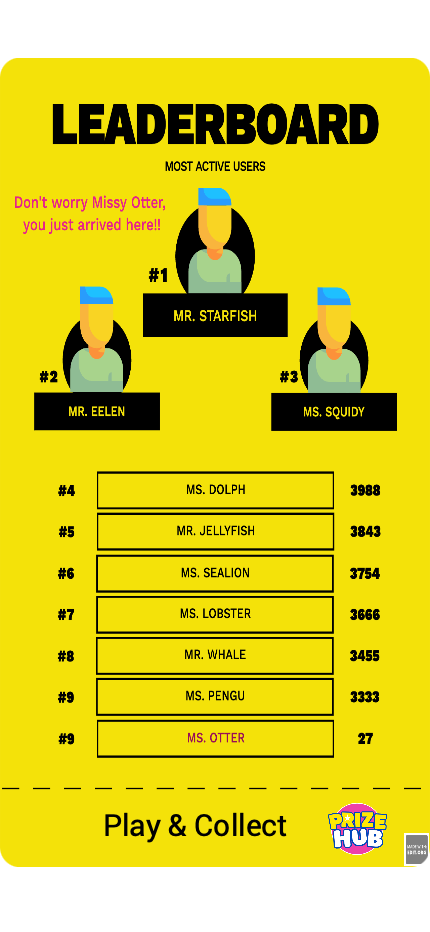 LEADERBOARD
MOST ACTIVE USERS
Don't worry Missy Otter,
you just arrived here!!
#1
MR. STARFISH
#2
MR. EELEN
#3
MS. SQUIDY
#4 MS. DOLPH 3988
#5 MR. JELLYFISH 3843
#6 MS. SEALION 3754
#7 MS. LOBSTER 3666
#8 MR. WHALE 3455
#9 MS. PENGU 3333
#9 MS. OTTER 27
Play & Collect
PRIZE
HUB